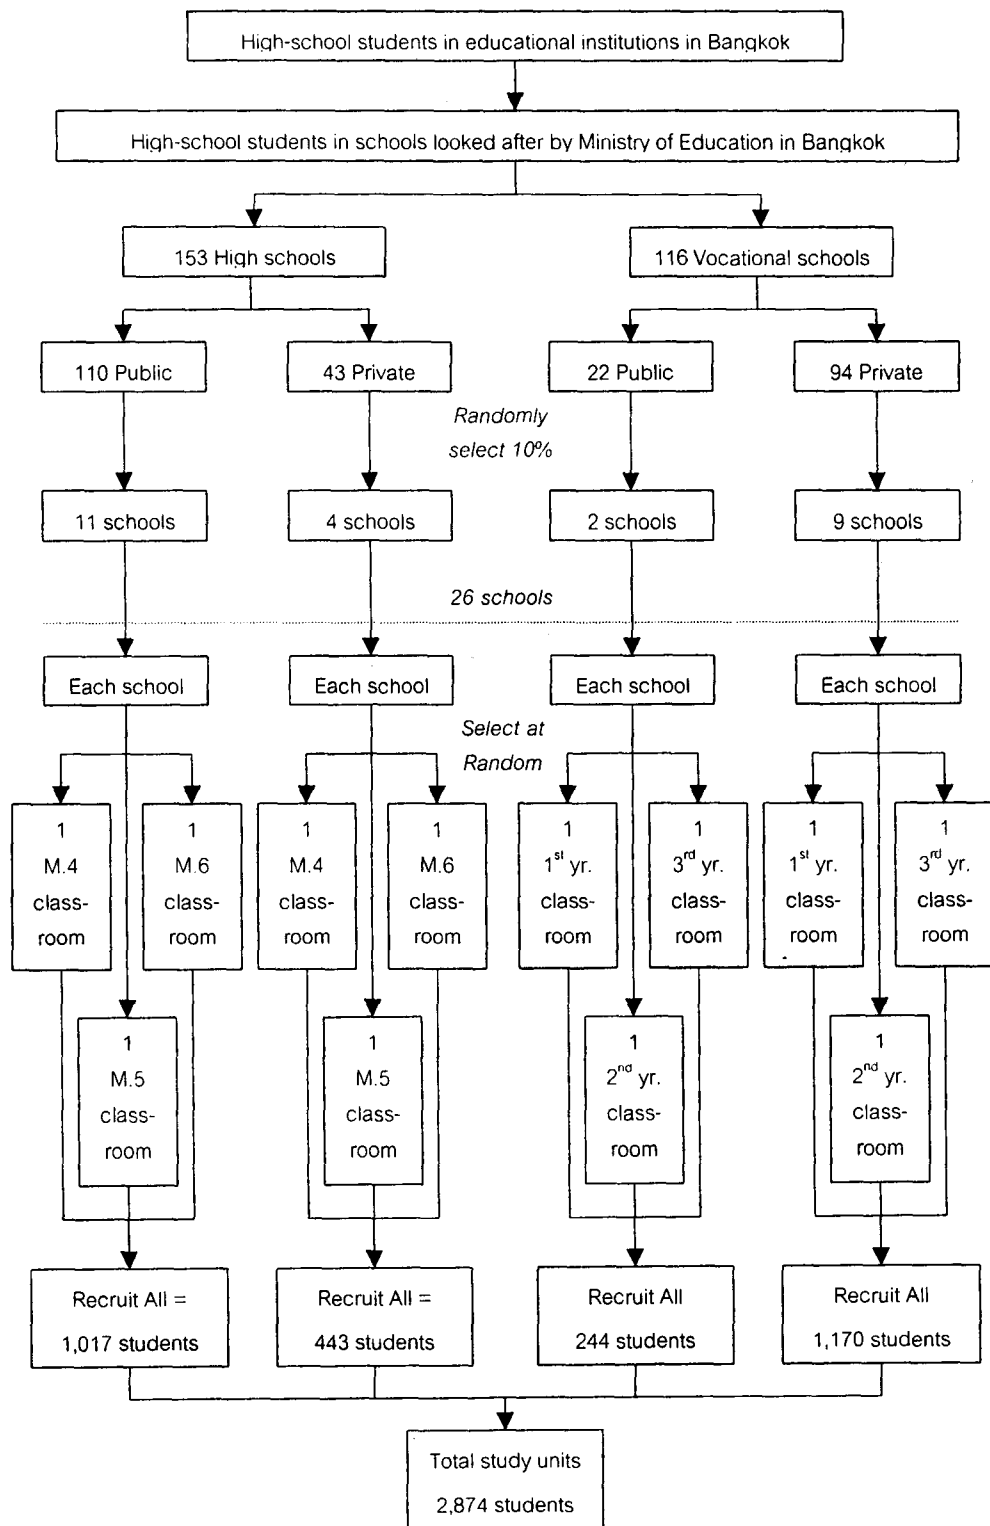 High-school students in educational institutions in Bangkok
High-school students in schools looked after by Ministry of Education in Bangkok
153 High schools
116 Vocational schools
110 Public
43 Private
22 Public
94 Private
Randomly
select 10%
11 schools
4 schools
2 schools
9 schools
26 schools
Each school
Each school
Each school
Each school
Select at
Random
1
M.4
class-
room
1
M.6
class-
room
1
M.4
class-
room
1
M.6
class-
room
1
1st yr.
class-
room
1
3rd yr.
class-
room
1
1st yr.
class-
room
1
3rd yr.
class-
room
1
M.5
class-
room
1
M.5
class-
room
1
2nd yr.
class-
room
1
2nd yr.
class-
room
Recruit All =
1,017 students
Recruit All =
443 students
Recruit All
244 students
Recruit All
1,170 students
Total study units
2,874 students